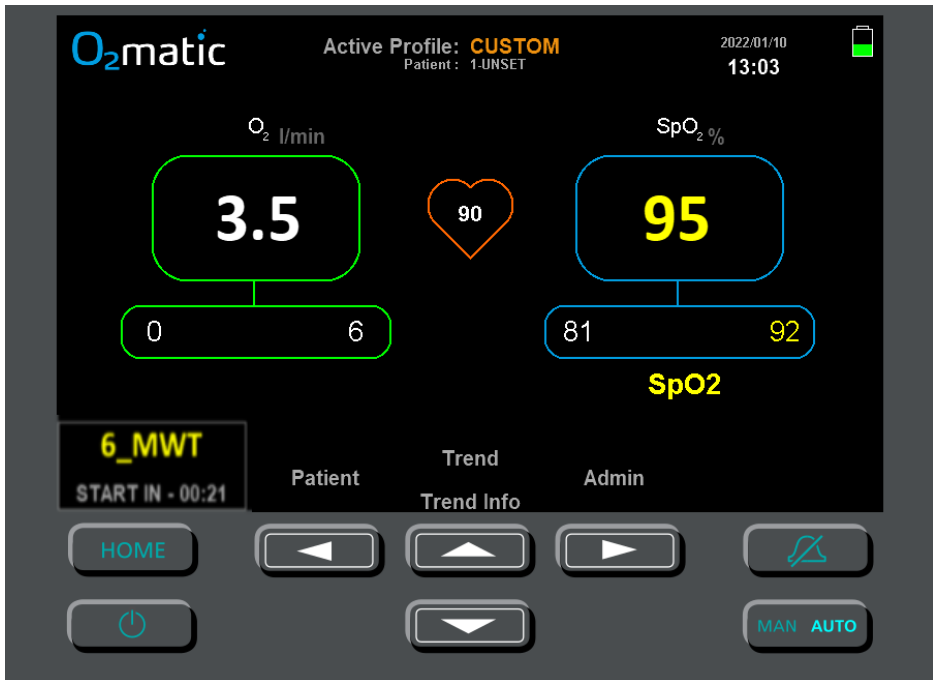 O2matic
Active Profile: CUSTOM
Patient : 1-UNSET
2022/01/10
13:03
O2 l/min
SpO2 %
3.5
90
95
0 6
81 92
SpO2
6_MWT
START IN - 00:21
Patient
Trend
Trend Info
Admin
HOME
MAN AUTO